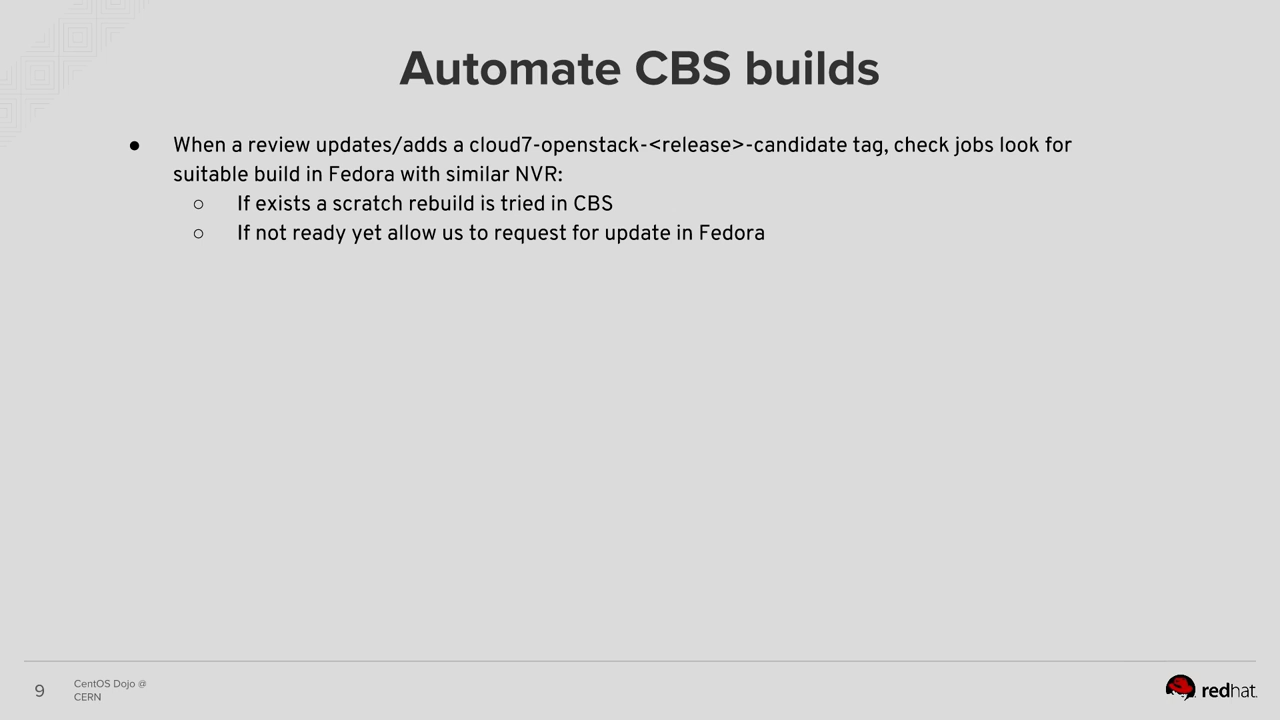 Automate CBS builds
● When a review updates/adds a cloud7-openstack-<release>-candidate tag, check jobs look for
suitable build in Fedora with similar NVR:
○ If exists a scratch rebuild is tried in CBS
○ If not ready yet allow us to request for update in Fedora
9
CentOS Dojo @
CERN
redhat.